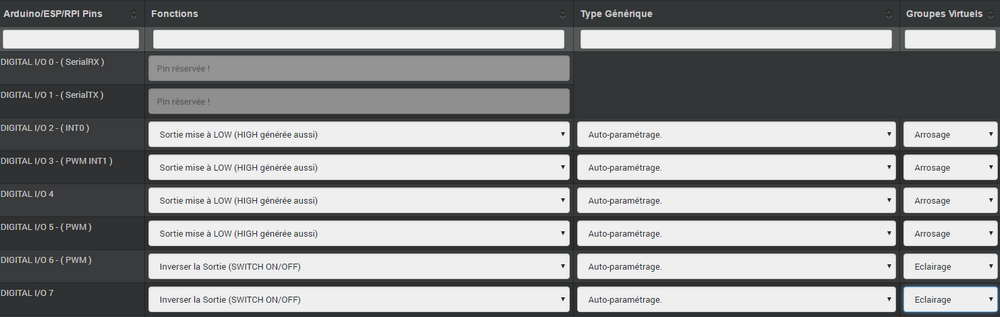 Arduino/ESP/RPI Pins Fonctions Type Générique Groupes Virtuels
DIGITAL I/O 0 - ( SerialRX ) Pin réservée !
DIGITAL I/O 1 - ( SerialTX ) Pin réservée !
DIGITAL I/O 2 - ( INT0 ) Sortie mise à LOW (HIGH générée aussi) Auto-paramétrage. Arrosage
DIGITAL I/O 3 - ( PWM INT1 ) Sortie mise à LOW (HIGH générée aussi) Auto-paramétrage. Arrosage
DIGITAL I/O 4 Sortie mise à LOW (HIGH générée aussi) Auto-paramétrage. Arrosage
DIGITAL I/O 5 - ( PWM ) Sortie mise à LOW (HIGH générée aussi) Auto-paramétrage. Arrosage
DIGITAL I/O 6 - ( PWM ) Inverser la Sortie (SWITCH ON/OFF) Auto-paramétrage. Eclairage
DIGITAL I/O 7 Inverser la Sortie (SWITCH ON/OFF) Auto-paramétrage. Eclairage